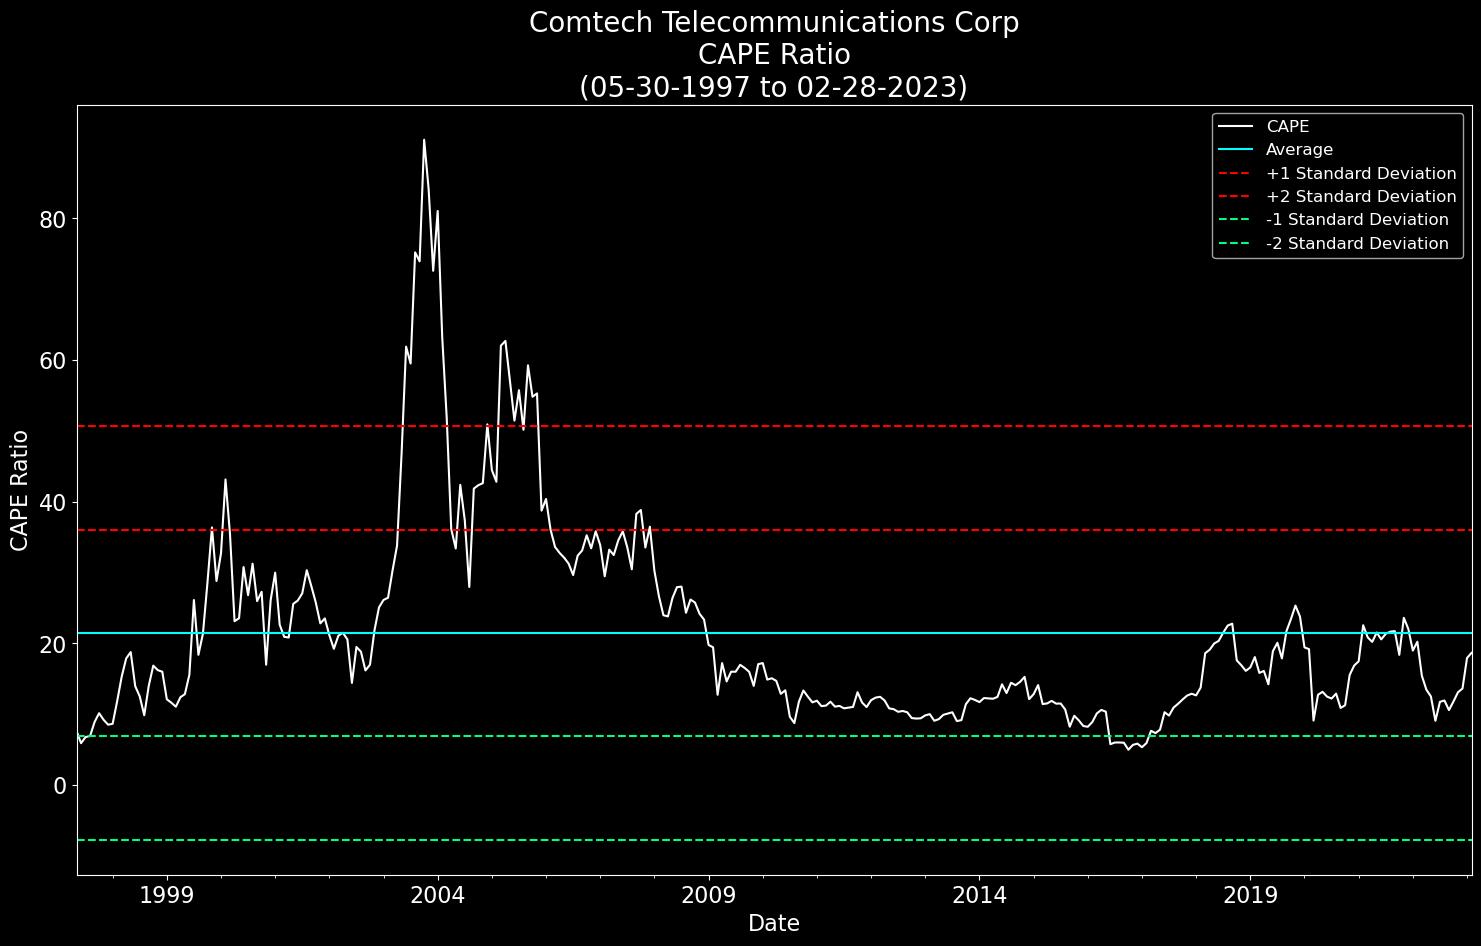 Comtech Telecommunications Corp
CAPE Ratio
(05-30-1997 to 02-28-2023)
CAPE
Average
+1 Standard Deviation
+2 Standard Deviation
-1 Standard Deviation
-2 Standard Deviation
CAPE Ratio
80
60
40
20
0
1999
2004
2009
2014
2019
Date